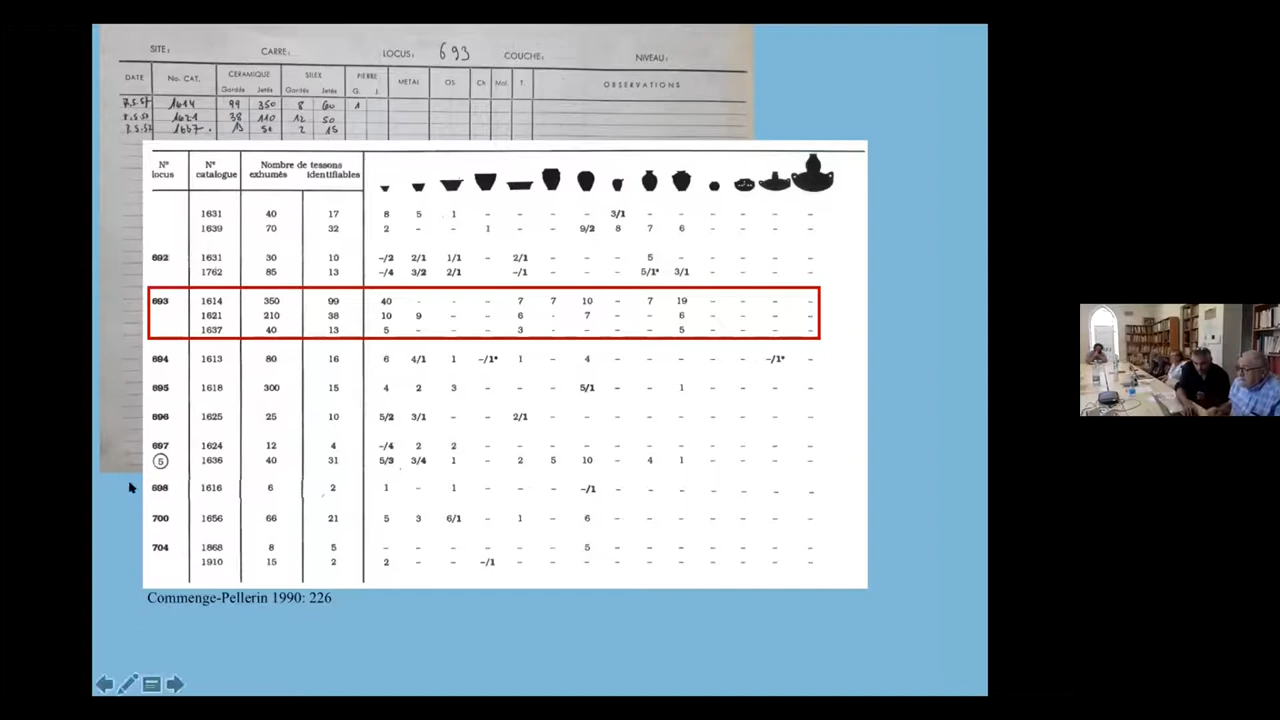 SITE: CARRE: LOCUS: 693 COUCHE: NIVEAU:
DATE No. CAT. CERAMIQUE SILEX PIERRE METAL OS Ch Mol. T. OBSERVATIONS
Gardés Jetés Gardés Jetés G. J.
7.5.57 1614 99 350 8 60 1
8.5.57 1621 38 110 12 50
13 50 2 15
N° N° Nombre de tessons
locus catalogue exhumés identifiables
1631 40 17 8 5 1 - - - - 3/1 - - - - - -
1639 70 32 2 - - 1 - - 9/2 8 7 6 - - - -
692 1631 30 10 -/2 2/1 1/1 - 2/1 - - - 5 - - - - -
1762 85 13 -/4 3/2 2/1 - -/1 - - - 5/1* 3/1 - - - -
693 1614 350 99 40 - - - 7 7 10 - 7 19 - - - -
1621 210 38 10 9 - - 6 - 7 - - 6 - - - -
1637 40 13 5 - - - 3 - - - - 5 - - - -
694 1613 80 16 6 4/1 1 -/1* 1 - 4 - - - - - -/1* -
695 1618 300 15 4 2 3 - - - 5/1 - - 1 - - - -
696 1625 25 10 5/2 3/1 - - 2/1 - - - - - - - - -
697 1624 12 4 -/4 2 2 - - - - - - - - - - -
5 1636 40 31 5/3 3/4 1 - 2 5 10 - 4 1 - - - -
698 1616 6 2 1 - 1 - - - -/1 - - - - - - -
700 1656 66 21 5 3 6/1 - 1 - 6 - - - - - - -
704 1868 8 5 - - - - - - 5 - - - - - - -
1910 15 2 2 - - -/1 - - - - - - - - - -
Commenge-Pellerin 1990: 226